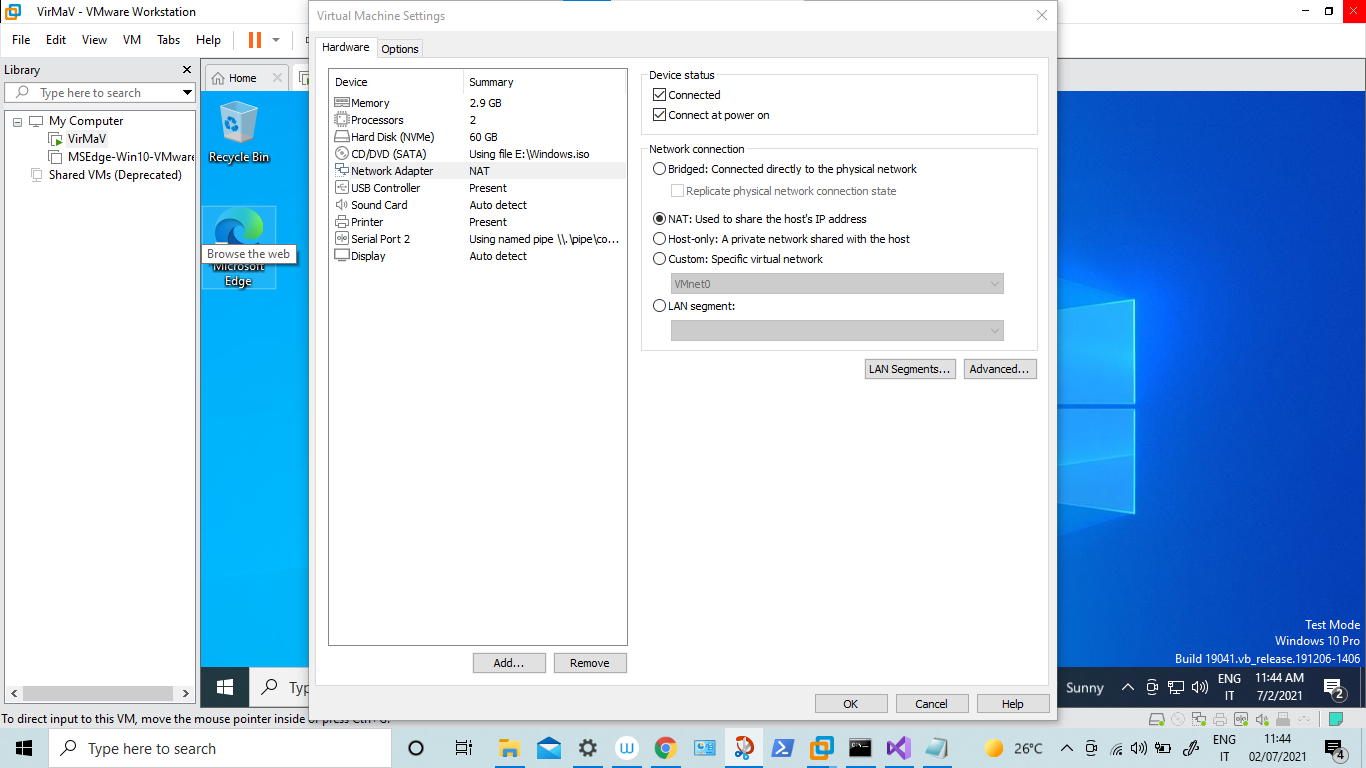 VirMaV - VMware Workstation
File Edit View VM Tabs Help
Library
Type here to search
My Computer
VirMaV
MSEdge-Win10-VMware
Shared VMs (Deprecated)
Home
Recycle Bin
Browse the web
Microsoft
Edge
Virtual Machine Settings
Hardware Options
Device Summary
Memory 2.9 GB
Processors 2
Hard Disk (NVMe) 60 GB
CD/DVD (SATA) Using file E:\Windows.iso
Network Adapter NAT
USB Controller Present
Sound Card Auto detect
Printer Present
Serial Port 2 Using named pipe \\.\pipe\co...
Display Auto detect
Add... Remove
Device status
Connected
Connect at power on
Network connection
Bridged: Connected directly to the physical network
Replicate physical network connection state
NAT: Used to share the host's IP address
Host-only: A private network shared with the host
Custom: Specific virtual network
VMnet0
LAN segment:
LAN Segments... Advanced...
OK Cancel Help
Test Mode
Windows 10 Pro
Build 19041.vb_release.191206-1406
Typ
Sunny
ENG
IT
11:44 AM
7/2/2021
2
To direct input to this VM, move the mouse pointer inside or press Ctrl+G.
Type here to search
26°C
ENG
IT
11:44
02/07/2021
4